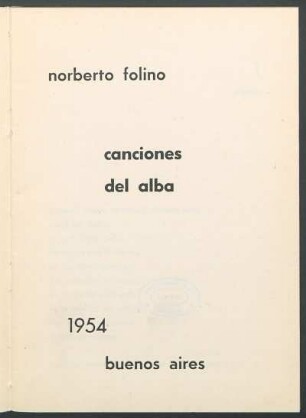 norberto folino
canciones
del alba
1954
buenos aires